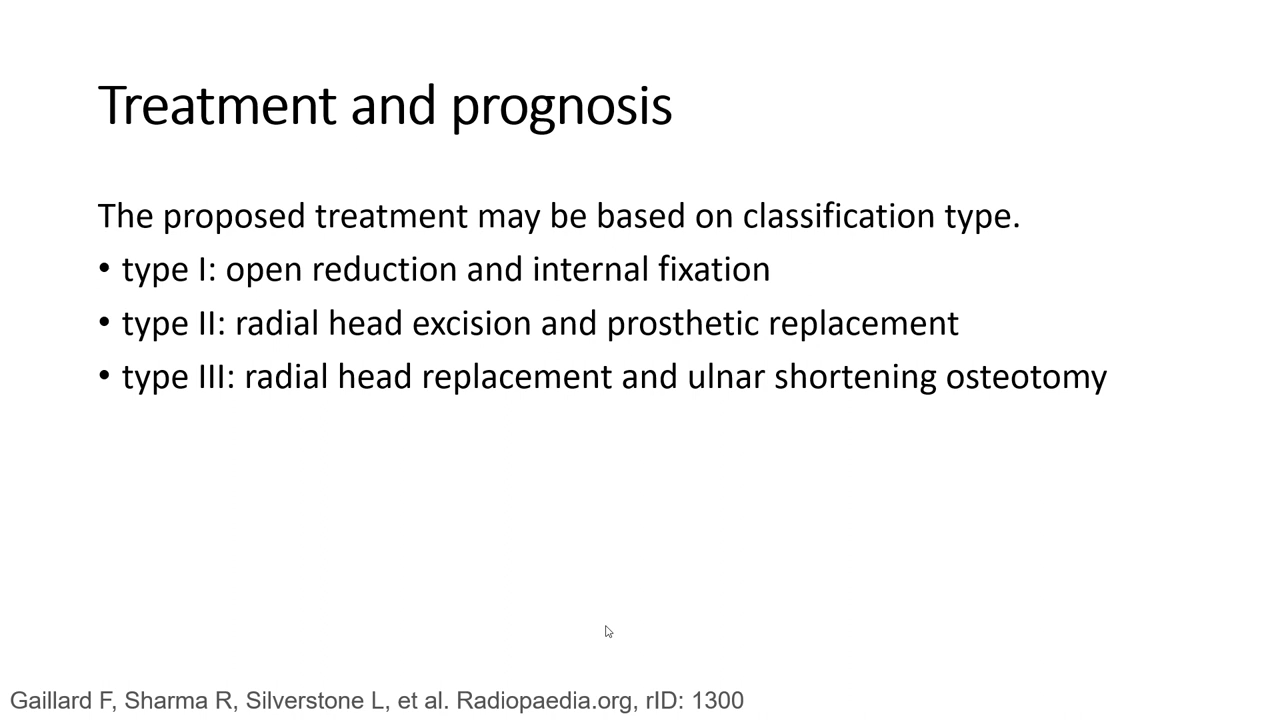 Treatment and prognosis
The proposed treatment may be based on classification type.
• type I: open reduction and internal fixation
• type II: radial head excision and prosthetic replacement
• type III: radial head replacement and ulnar shortening osteotomy
Gaillard F, Sharma R, Silverstone L, et al. Radiopaedia.org, rID: 1300